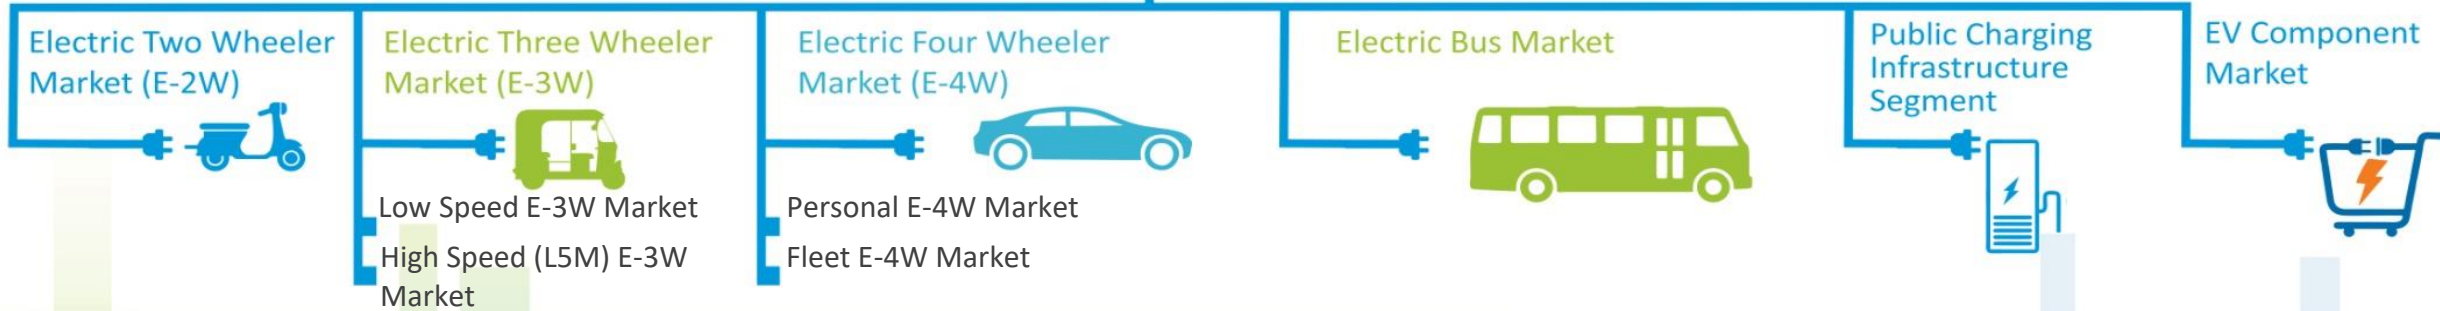 Electric Two Wheeler
Market (E-2W)
Electric Three Wheeler
Market (E-3W)
Low Speed E-3W Market
High Speed (L5M) E-3W
Market
Electric Four Wheeler
Market (E-4W)
Personal E-4W Market
Fleet E-4W Market
Electric Bus Market
Public Charging
Infrastructure
Segment
EV Component
Market